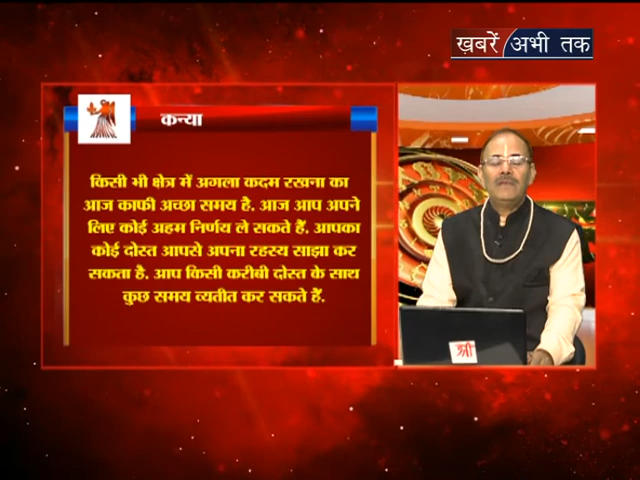 ख़बरें अभी तक
कन्या
किसी भी क्षेत्र में अगला कदम रखना का
आज काफी अच्छा समय है. आज आप अपने
लिए कोई अहम निर्णय ले सकते हैं. आपका
कोई दोस्त आपसे अपना रहस्य साझा कर
सकता है. आप किसी करीबी दोस्त के साथ
कुछ समय व्यतीत कर सकते हैं.
श्री